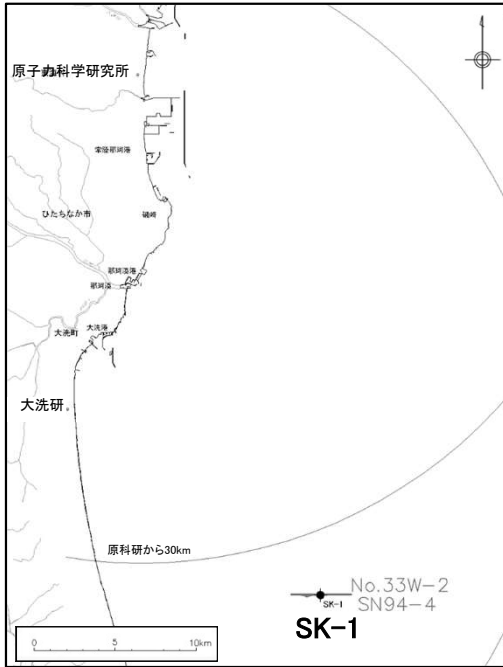 原子力科学研究所
常陸那珂港
ひたちなか市
磯崎
那珂湊港
那珂湊
大洗港
大洗町
大洗研
原科研から30km
No.33W-2
SN94-4
SK-1
SK-1
0 5 10km